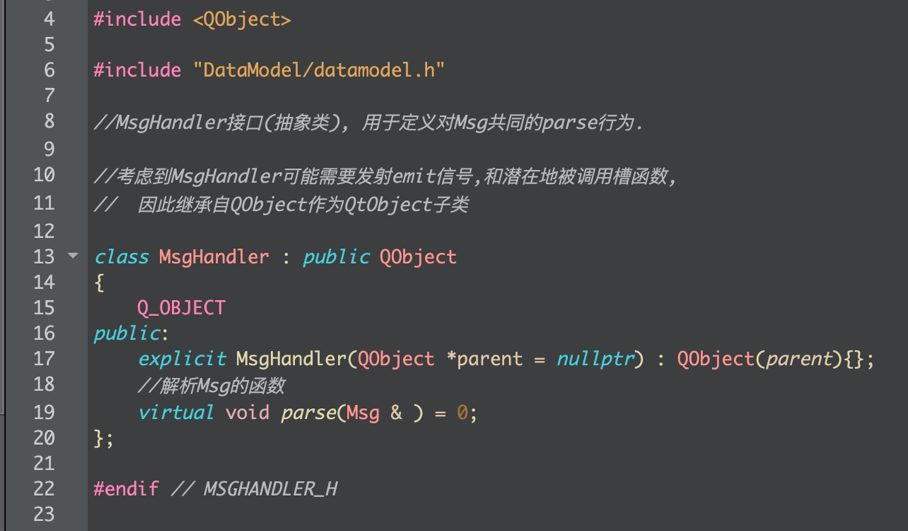 4 #include <QObject>
5
6 #include "DataModel/datamodel.h"
7
8 //MsgHandler接口(抽象类), 用于定义对Msg共同的parse行为.
9
10 //考虑到MsgHandler可能需要发射emit信号,和潜在地被调用槽函数,
11 //  因此继承自QObject作为QtObject子类
12
13 class MsgHandler : public QObject
14 {
15     Q_OBJECT
16 public:
17     explicit MsgHandler(QObject *parent = nullptr) : QObject(parent){};
18     //解析Msg的函数
19     virtual void parse(Msg & ) = 0;
20 };
21
22 #endif // MSGHANDLER_H
23